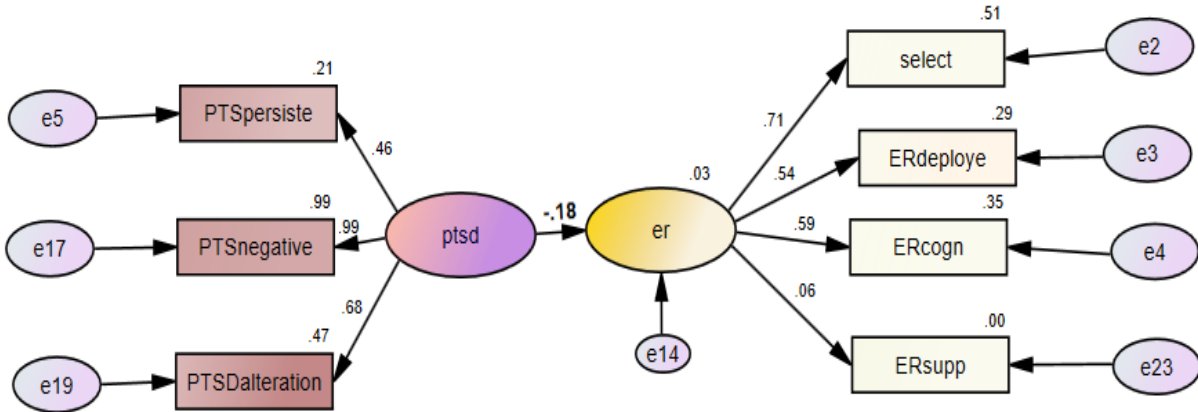 .51
e2
select
.21
e5
PTSpersiste
.71
.29
ERdeploye
e3
.46
.03
.54
.99
-.18
.35
e17
PTSnegative
.99
ptsd
er
.59
ERcogn
e4
.68
.06
.47
.00
e19
PTSDalteration
e14
ERsupp
e23